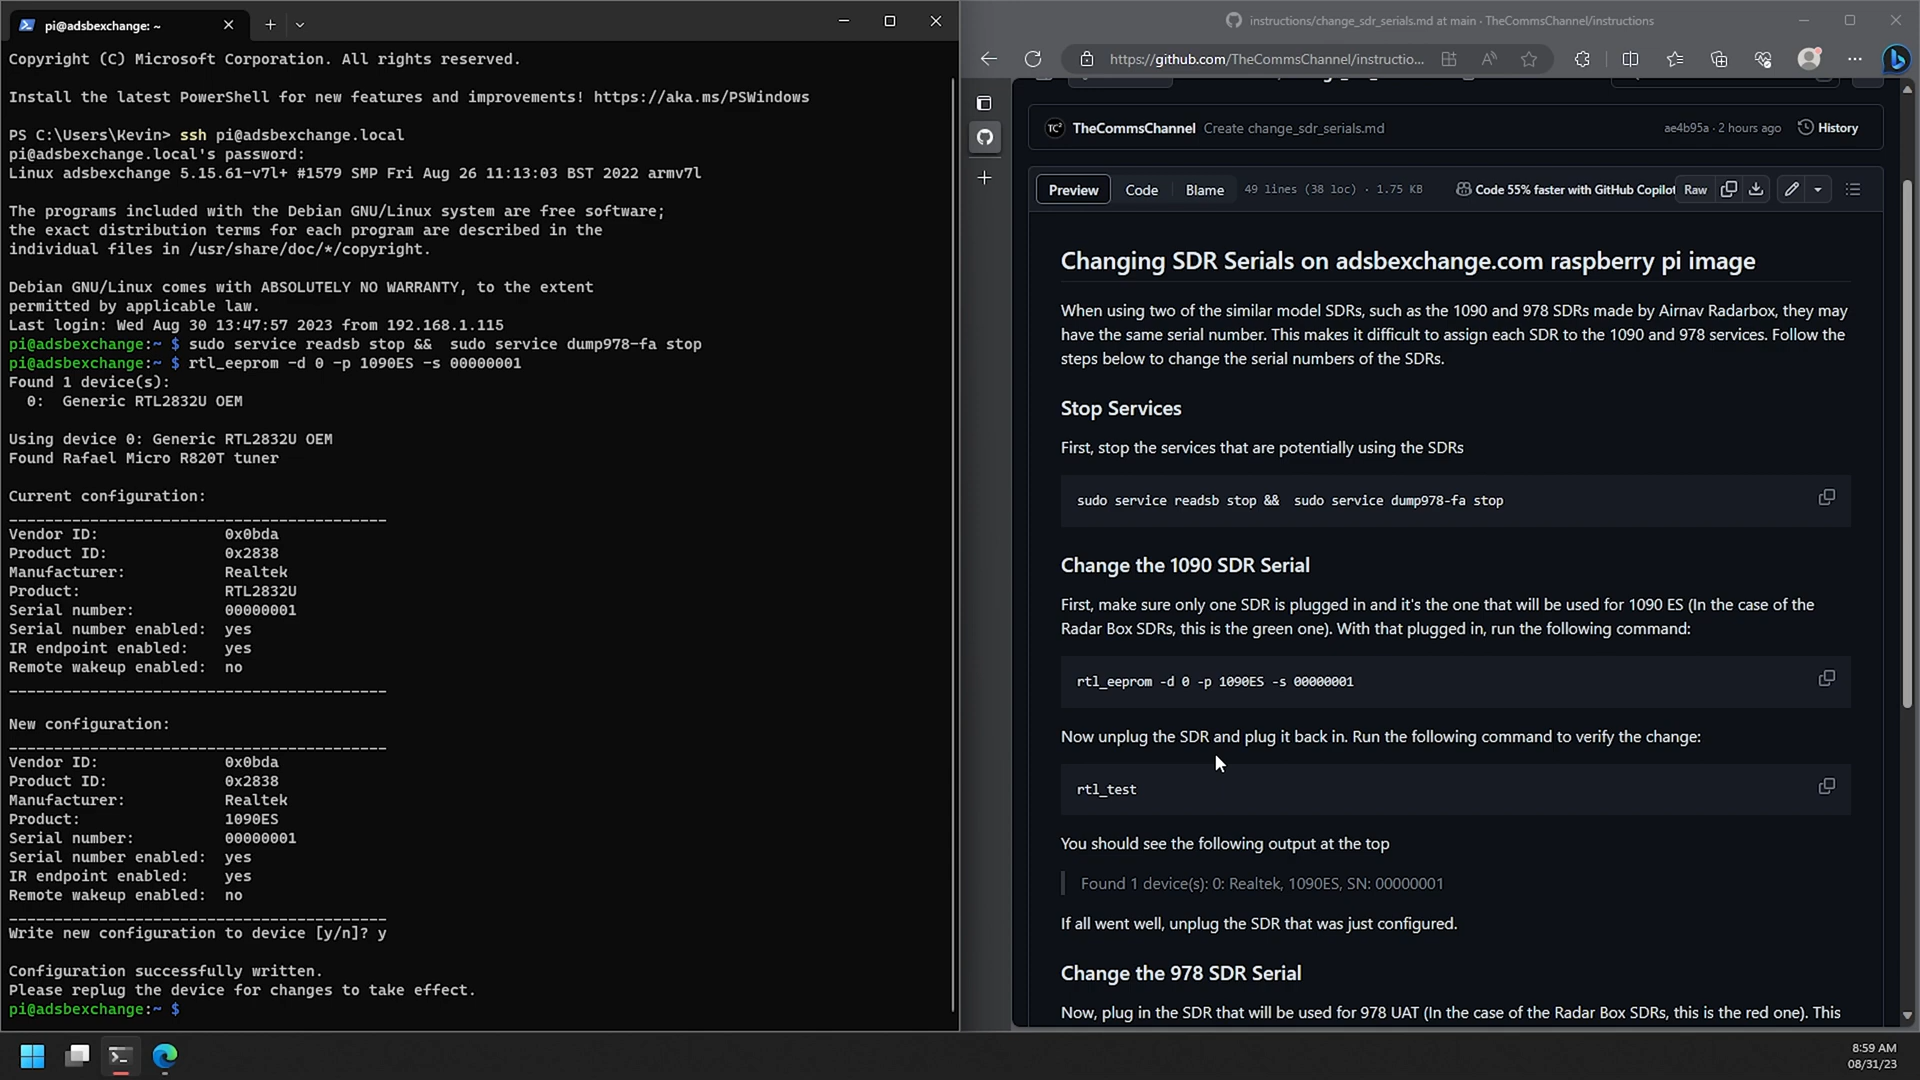 pi@adsbexchange: ~
Copyright (C) Microsoft Corporation. All rights reserved.
Install the latest PowerShell for new features and improvements! https://aka.ms/PSWindows
PS C:\Users\Kevin> ssh pi@adsbexchange.local
pi@adsbexchange.local's password:
Linux adsbexchange 5.15.61-v7l+ #1579 SMP Fri Aug 26 11:13:03 BST 2022 armv7l
The programs included with the Debian GNU/Linux system are free software;
the exact distribution terms for each program are described in the
individual files in /usr/share/doc/*/copyright.
Debian GNU/Linux comes with ABSOLUTELY NO WARRANTY, to the extent
permitted by applicable law.
Last login: Wed Aug 30 13:47:57 2023 from 192.168.1.115
pi@adsbexchange:~ $ sudo service readsb stop &&  sudo service dump978-fa stop
pi@adsbexchange:~ $ rtl_eeprom -d 0 -p 1090ES -s 00000001
Found 1 device(s):
  0:  Generic RTL2832U OEM
Using device 0: Generic RTL2832U OEM
Found Rafael Micro R820T tuner
Current configuration:
__________________________________________
Vendor ID:              0x0bda
Product ID:             0x2838
Manufacturer:           Realtek
Product:                RTL2832U
Serial number:          00000001
Serial number enabled:  yes
IR endpoint enabled:    yes
Remote wakeup enabled:  no
__________________________________________
New configuration:
__________________________________________
Vendor ID:              0x0bda
Product ID:             0x2838
Manufacturer:           Realtek
Product:                1090ES
Serial number:          00000001
Serial number enabled:  yes
IR endpoint enabled:    yes
Remote wakeup enabled:  no
__________________________________________
Write new configuration to device [y/n]? y
Configuration successfully written.
Please replug the device for changes to take effect.
pi@adsbexchange:~ $
instructions/change_sdr_serials.md at main · TheCommsChannel/instructions
https://github.com/TheCommsChannel/instructio...
TC² TheCommsChannel Create change_sdr_serials.md ae4b95a · 2 hours ago History
Preview Code Blame 49 lines (38 loc) · 1.75 KB Code 55% faster with GitHub Copilot Raw
Changing SDR Serials on adsbexchange.com raspberry pi image
When using two of the similar model SDRs, such as the 1090 and 978 SDRs made by Airnav Radarbox, they may
have the same serial number. This makes it difficult to assign each SDR to the 1090 and 978 services. Follow the
steps below to change the serial numbers of the SDRs.
Stop Services
First, stop the services that are potentially using the SDRs
sudo service readsb stop &&  sudo service dump978-fa stop
Change the 1090 SDR Serial
First, make sure only one SDR is plugged in and it's the one that will be used for 1090 ES (In the case of the
Radar Box SDRs, this is the green one). With that plugged in, run the following command:
rtl_eeprom -d 0 -p 1090ES -s 00000001
Now unplug the SDR and plug it back in. Run the following command to verify the change:
rtl_test
You should see the following output at the top
Found 1 device(s): 0: Realtek, 1090ES, SN: 00000001
If all went well, unplug the SDR that was just configured.
Change the 978 SDR Serial
Now, plug in the SDR that will be used for 978 UAT (In the case of the Radar Box SDRs, this is the red one). This
8:59 AM
08/31/23